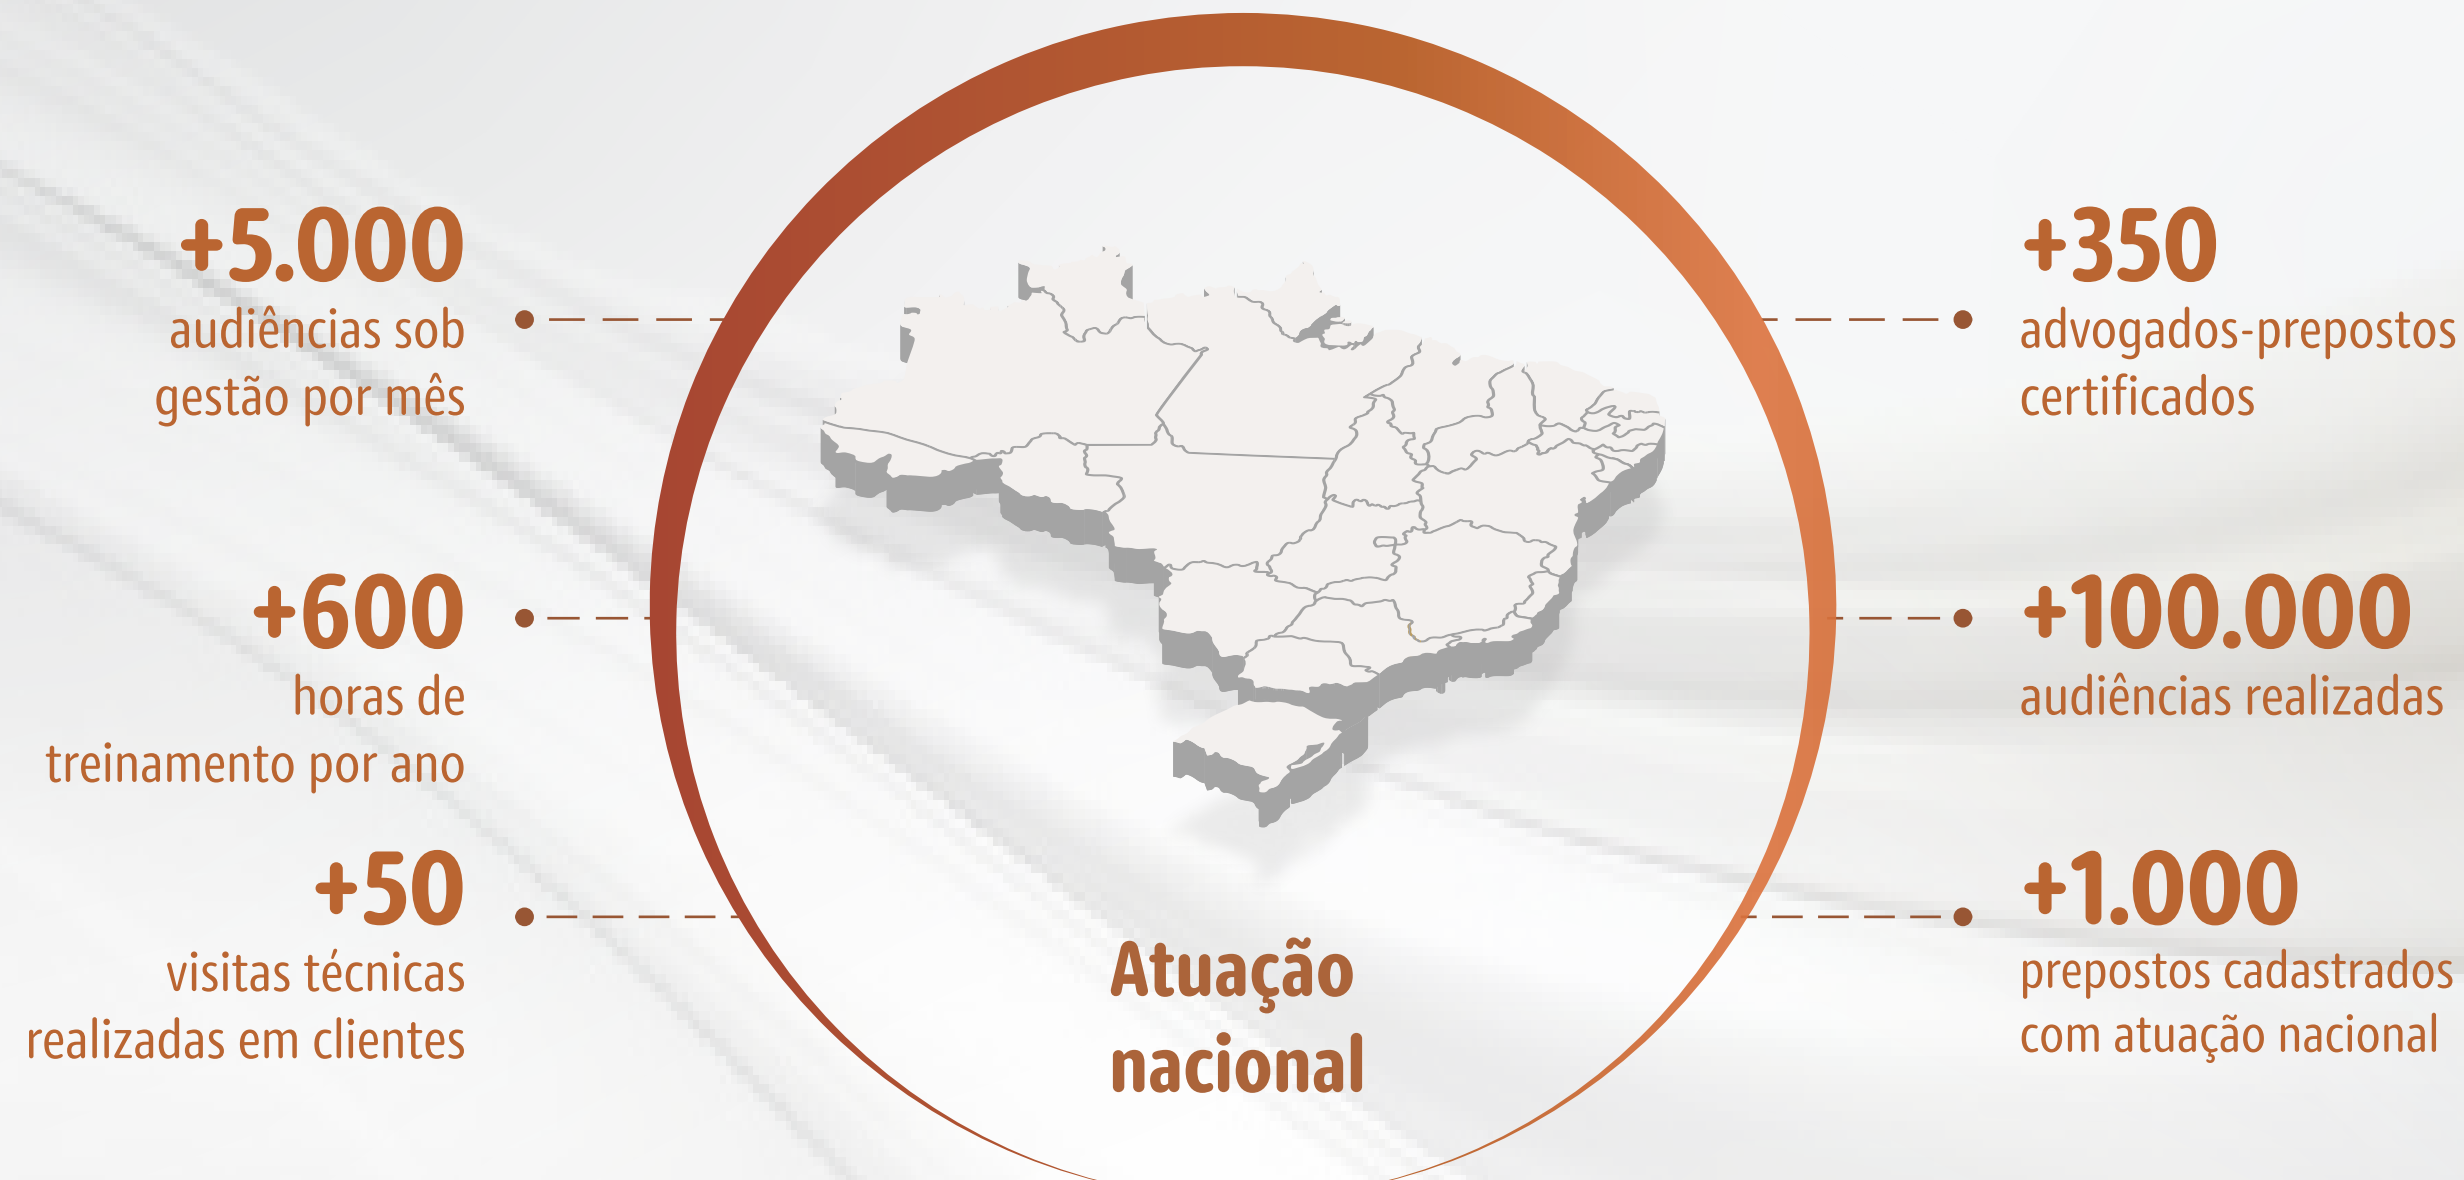 +5.000
audiências sob
gestão por mês
+600
horas de
treinamento por ano
+50
visitas técnicas
realizadas em clientes
Atuação
nacional
+350
advogados-prepostos
certificados
+100.000
audiências realizadas
+1.000
prepostos cadastrados
com atuação nacional